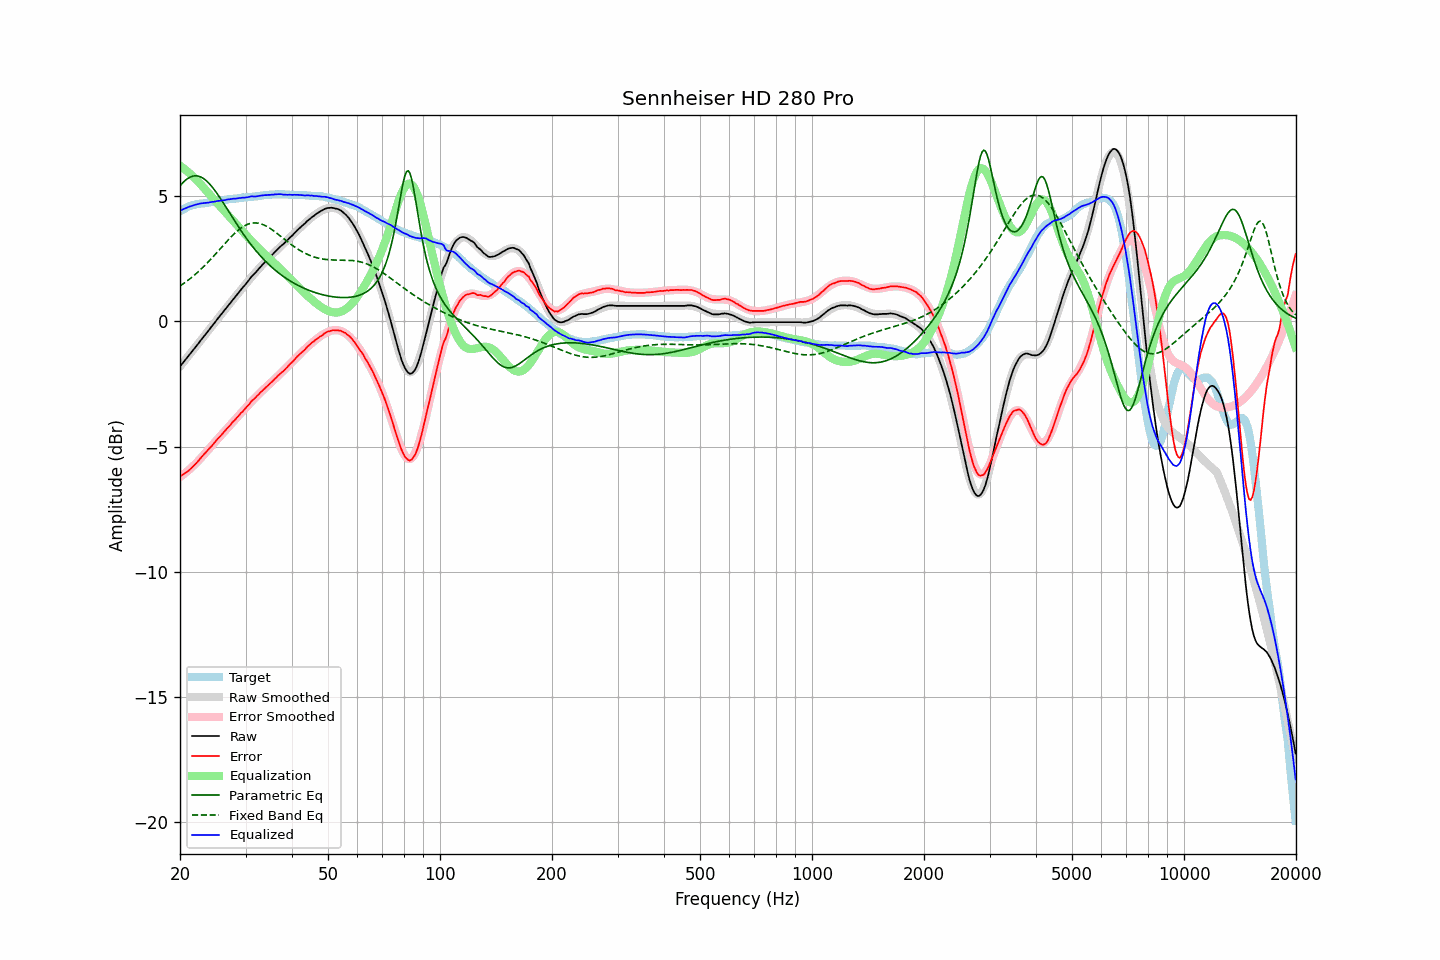 Sennheiser HD 280 Pro
Amplitude (dBr)
5
0
−5
−10
−15
−20
Target
Raw Smoothed
Error Smoothed
Raw
Error
Equalization
Parametric Eq
Fixed Band Eq
Equalized
20 50 100 200 500 1000 2000 5000 10000 20000
Frequency (Hz)